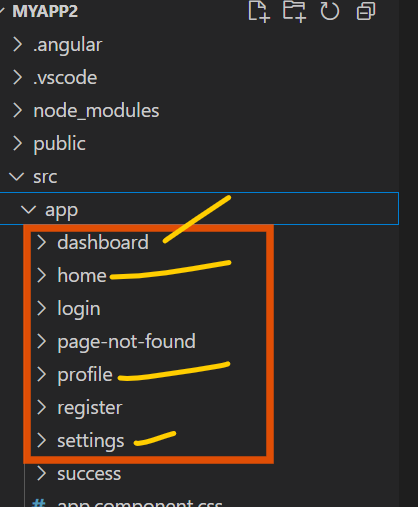 MYAPP2
.angular
.vscode
node_modules
public
src
app
dashboard
home
login
page-not-found
profile
register
settings
success
# app.component.css